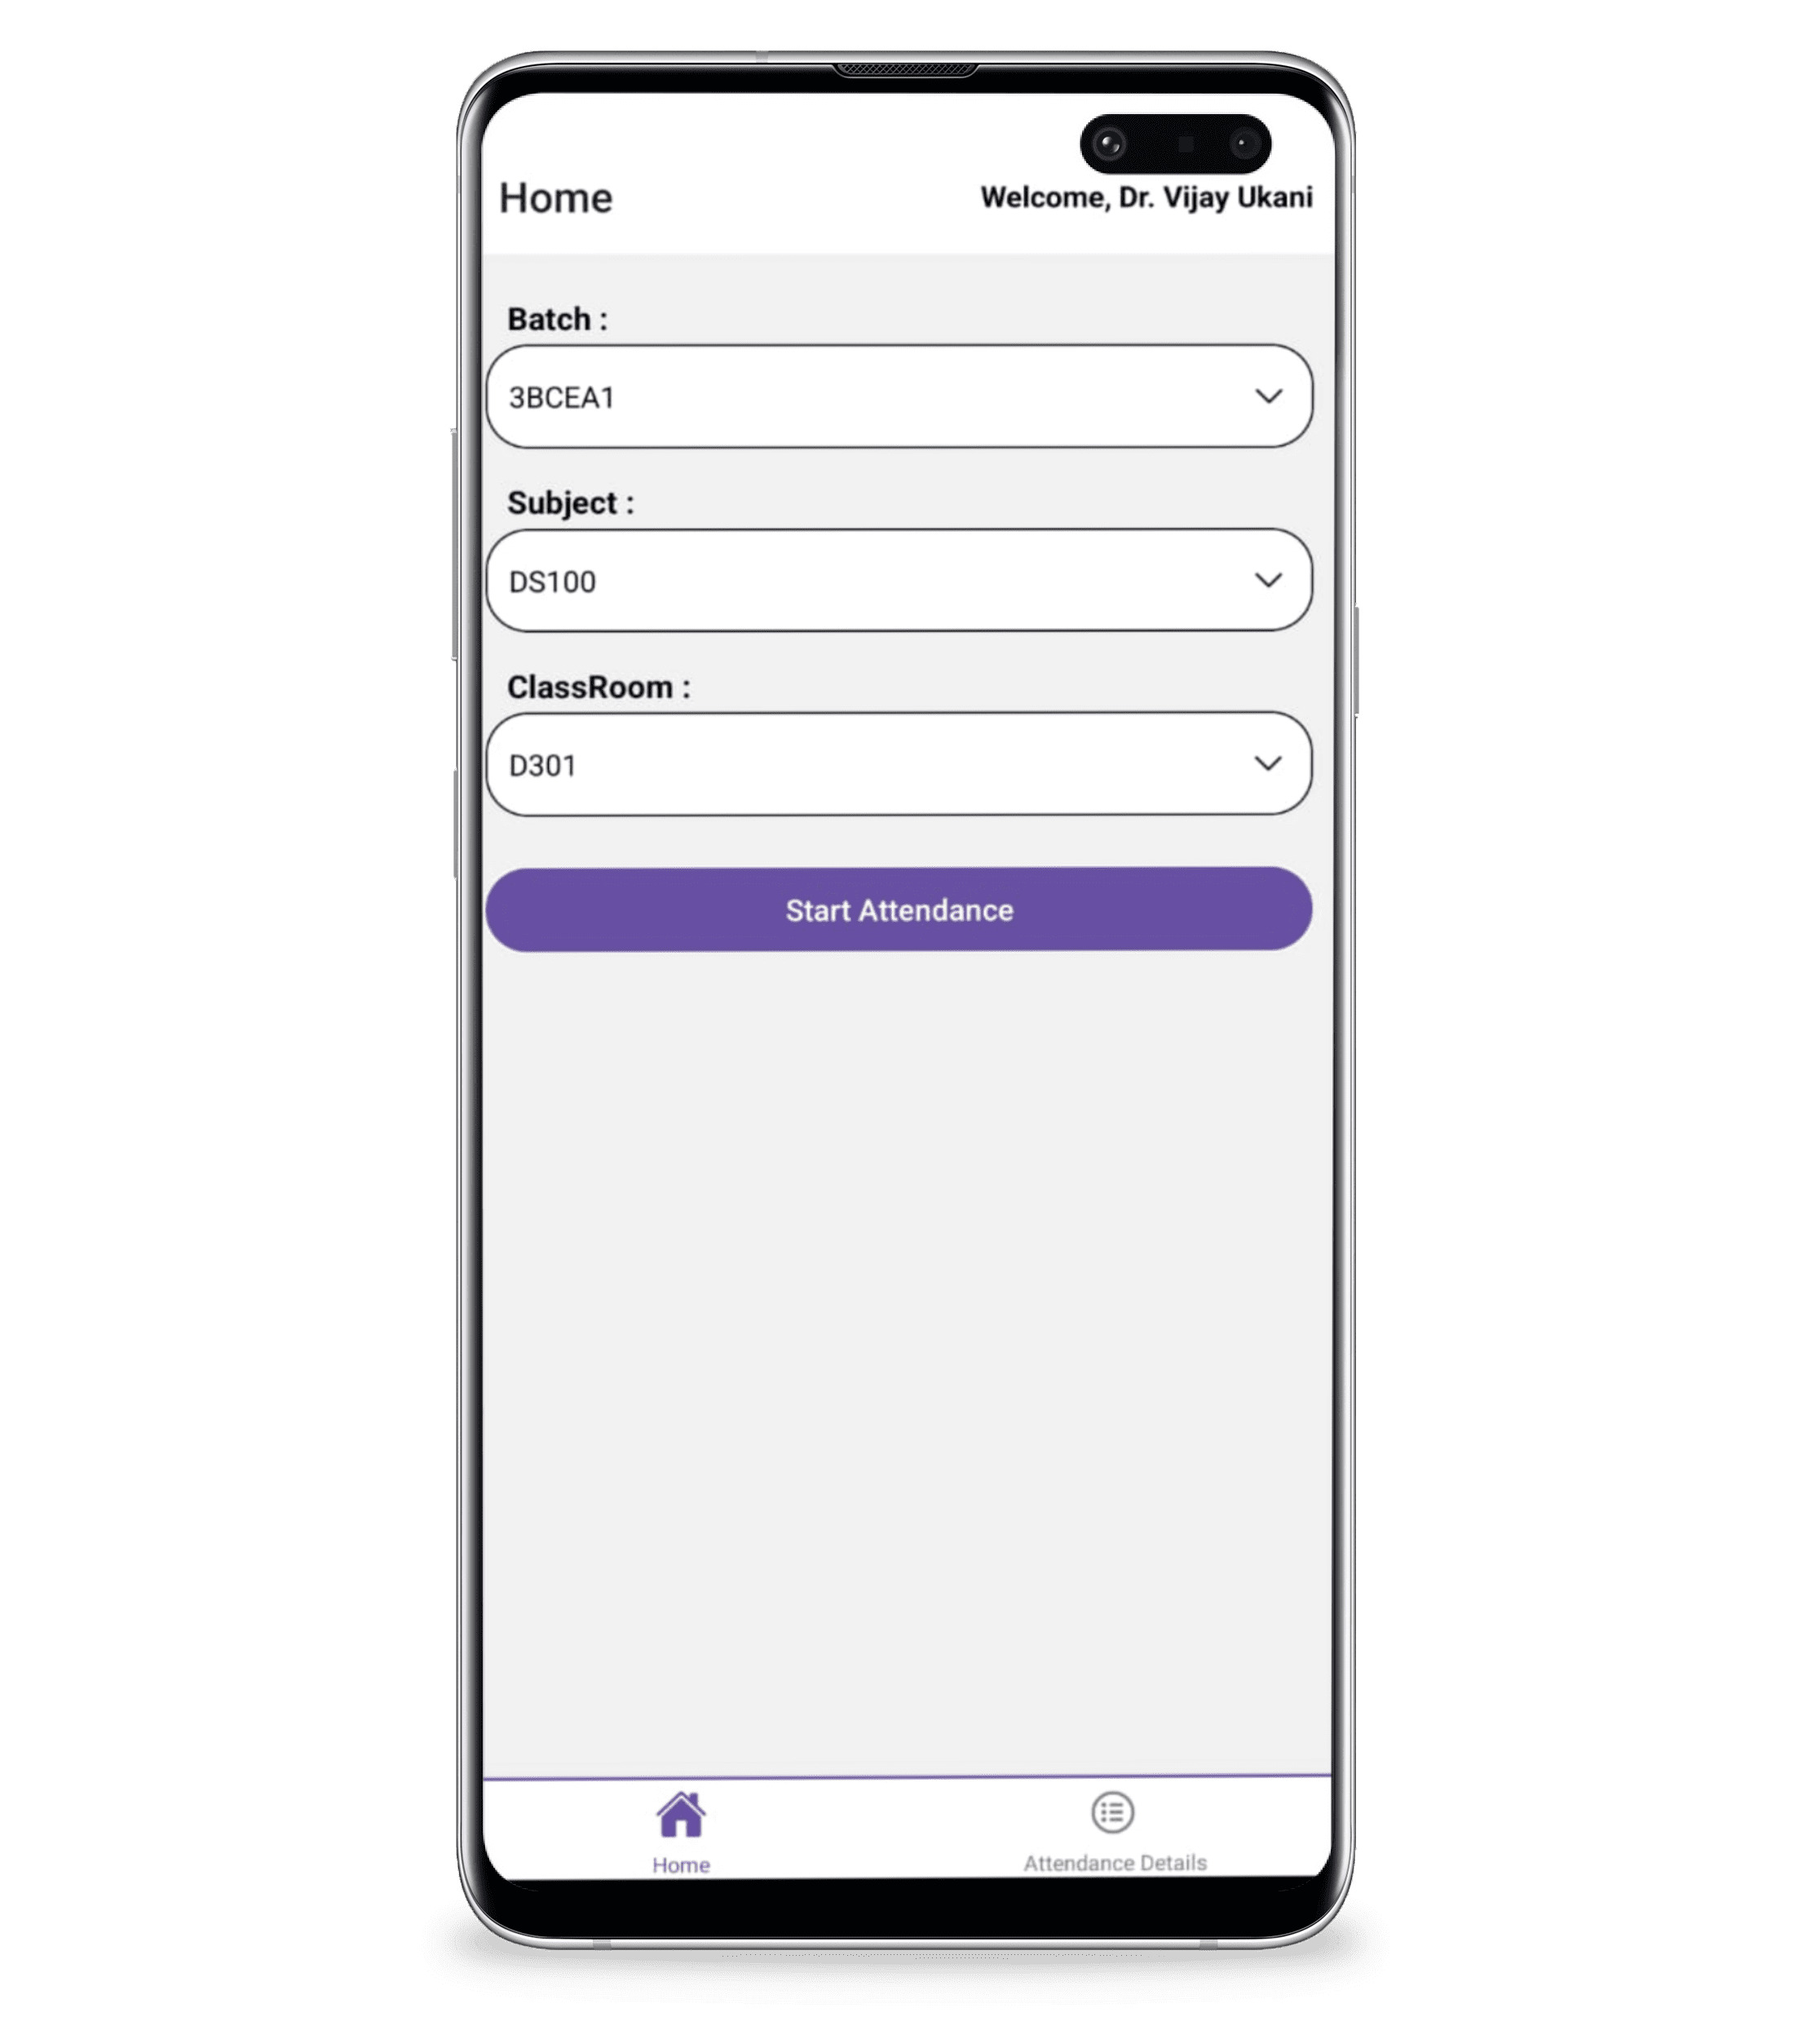 Home
Welcome, Dr. Vijay Ukani
Batch :
3BCEA1
Subject :
DS100
ClassRoom :
D301
Start Attendance
Home
Attendance Details